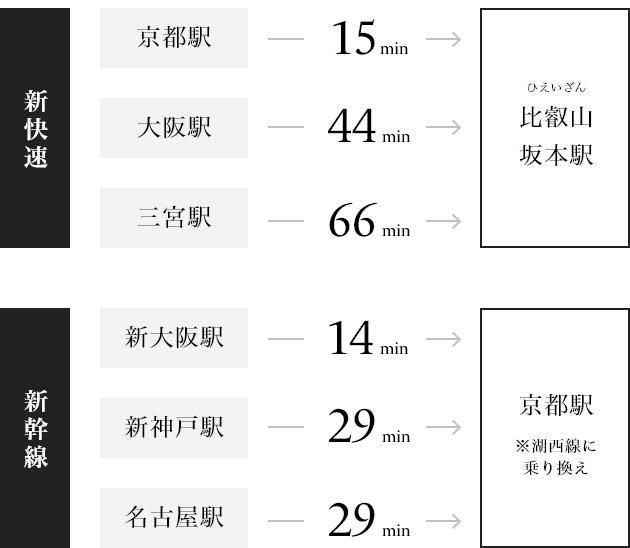 新快速
京都駅
15 min
大阪駅
44 min
三宮駅
66 min
ひえいざん
比叡山
坂本駅
新幹線
新大阪駅
14 min
新神戸駅
29 min
名古屋駅
29 min
京都駅
※湖西線に
乗り換え